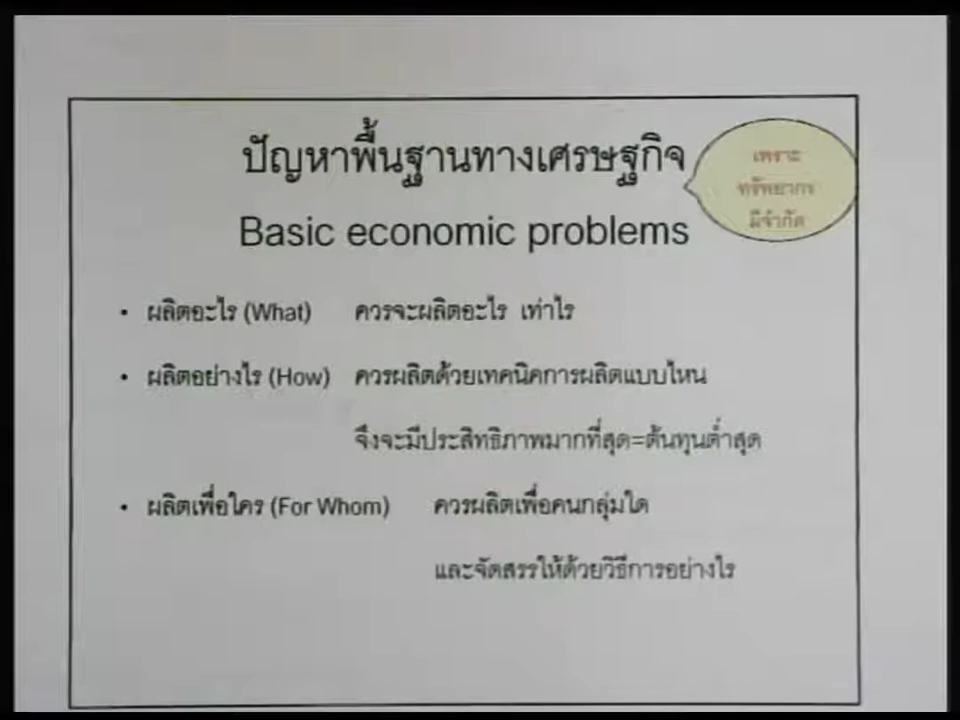 ปัญหาพื้นฐานทางเศรษฐกิจ
Basic economic problems
เพราะ
ทรัพยากร
มีจำกัด
• ผลิตอะไร (What) ควรจะผลิตอะไร เท่าไร
• ผลิตอย่างไร (How) ควรผลิตด้วยเทคนิคการผลิตแบบไหน
จึงจะมีประสิทธิภาพมากที่สุด=ต้นทุนต่ำสุด
• ผลิตเพื่อใคร (For Whom) ควรผลิตเพื่อคนกลุ่มใด
และจัดสรรให้ด้วยวิธีการอย่างไร